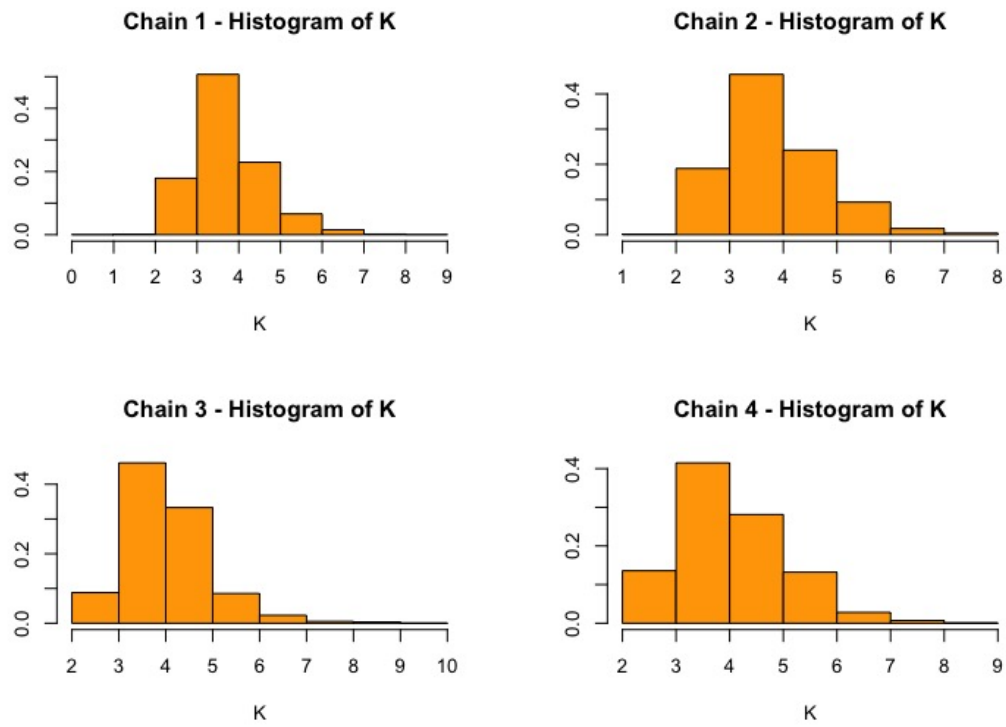 Chain 1 - Histogram of K
0.4
0.2
0.0
0 1 2 3 4 5 6 7 8 9
K
Chain 2 - Histogram of K
0.4
0.2
0.0
1 2 3 4 5 6 7 8
K
Chain 3 - Histogram of K
0.4
0.2
0.0
2 3 4 5 6 7 8 9 10
K
Chain 4 - Histogram of K
0.4
0.2
0.0
2 3 4 5 6 7 8 9
K